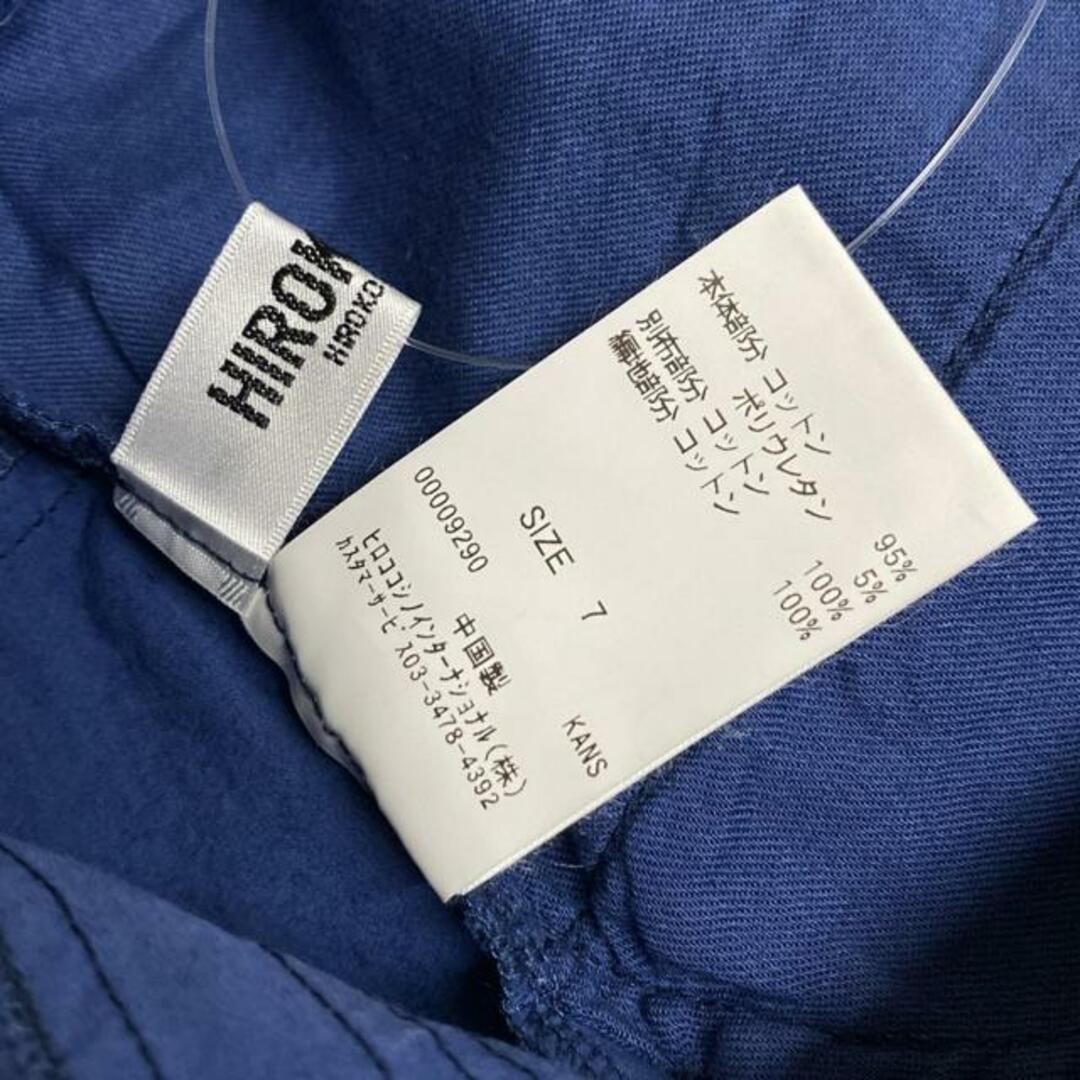 HIROK
HIROKO
本体部分 コットン 95%
ポリウレタン 5%
別布部分 コットン 100%
編地部分 コットン 100%
SIZE 7
KANS
00009290
中国製
ヒロココシノインターナショナル(株)
カスタマーサービス03-3478-4392